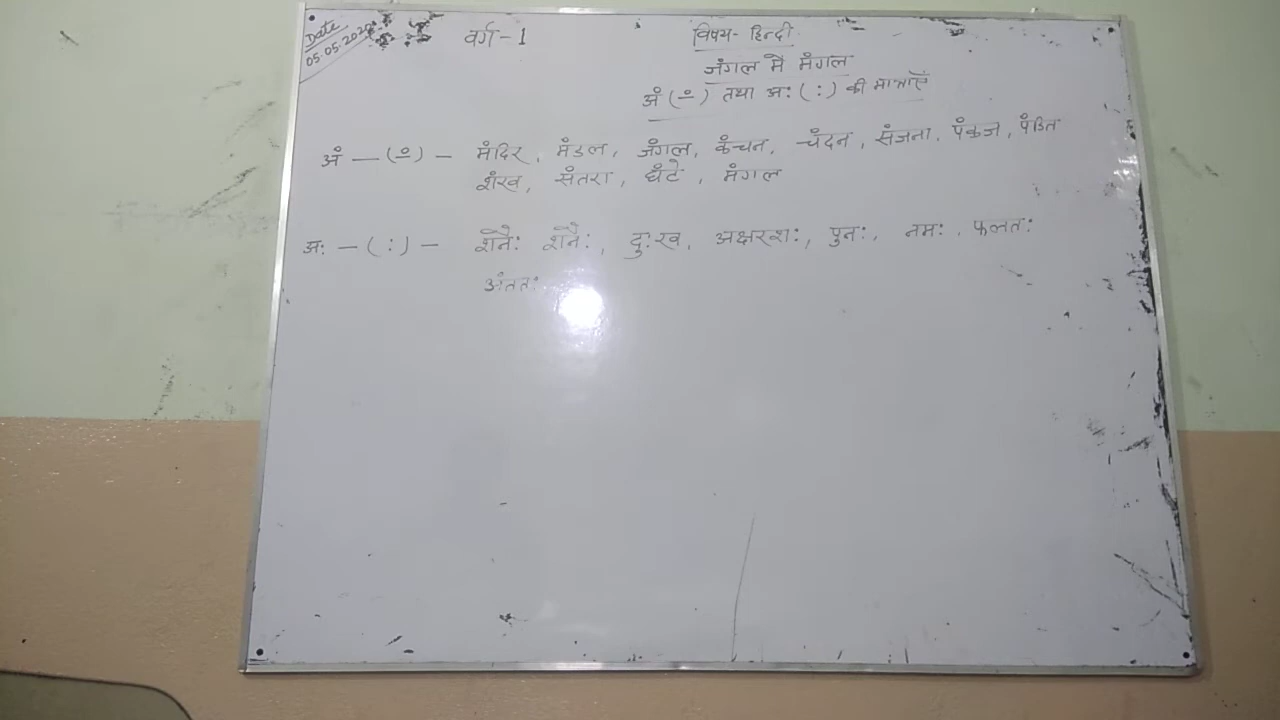 Date
05.05.2020
वर्ग-1
विषय- हिन्दी
जंगल में मंगल
अं (ं) तथा अः (ः) की मात्राएँ
अं — (ं) — मंदिर, मंडल, जंगल, कंचन, चंदन, संजना, पंकज, पंडित
शंख, संतरा, घंटे, मंगल
अः — (ः) — शनैः शनैः, दुःख, अक्षरशः, पुनः, नमः, फलतः
अंततः